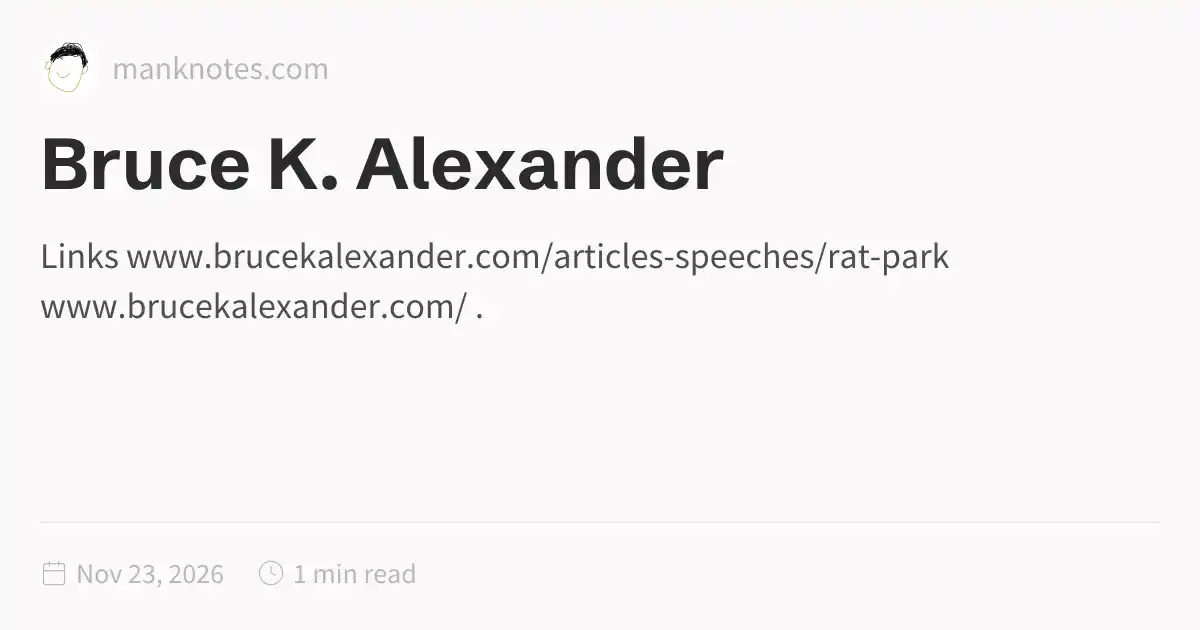 manknotes.com
Bruce K. Alexander
Links www.brucekalexander.com/articles-speeches/rat-park
www.brucekalexander.com/ .
Nov 23, 2026 1 min read